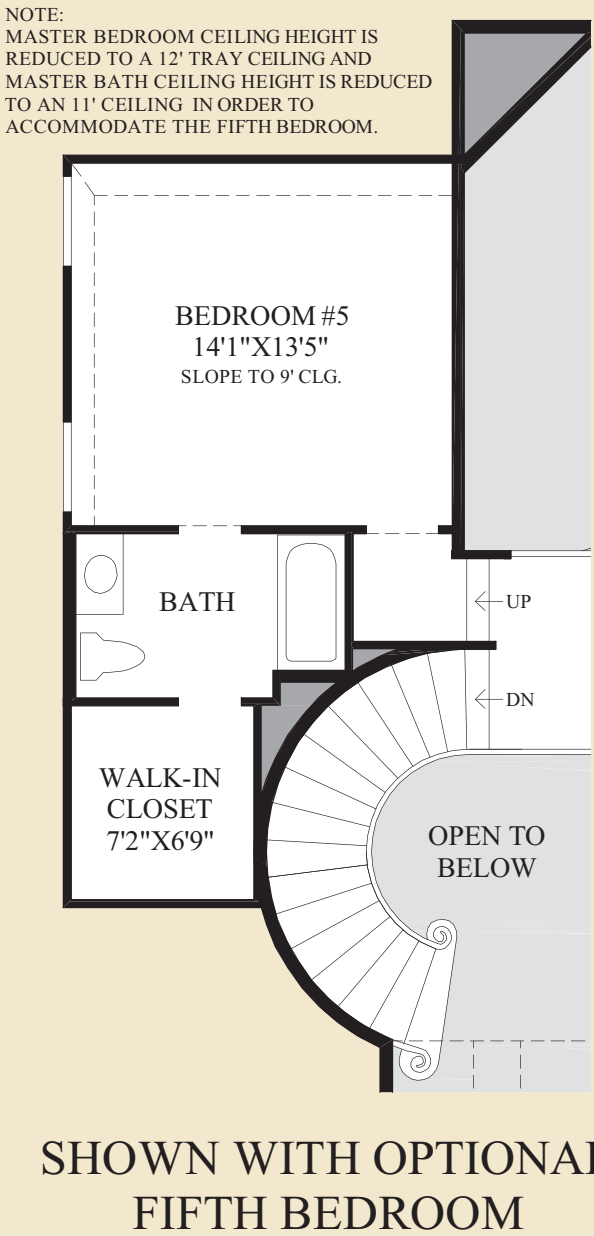 NOTE:
MASTER BEDROOM CEILING HEIGHT IS
REDUCED TO A 12' TRAY CEILING AND
MASTER BATH CEILING HEIGHT IS REDUCED
TO AN 11' CEILING IN ORDER TO
ACCOMMODATE THE FIFTH BEDROOM.
BEDROOM #5
14'1"X13'5"
SLOPE TO 9' CLG.
BATH
UP
DN
WALK-IN
CLOSET
7'2"X6'9"
OPEN TO
BELOW
SHOWN WITH OPTIONAL
FIFTH BEDROOM